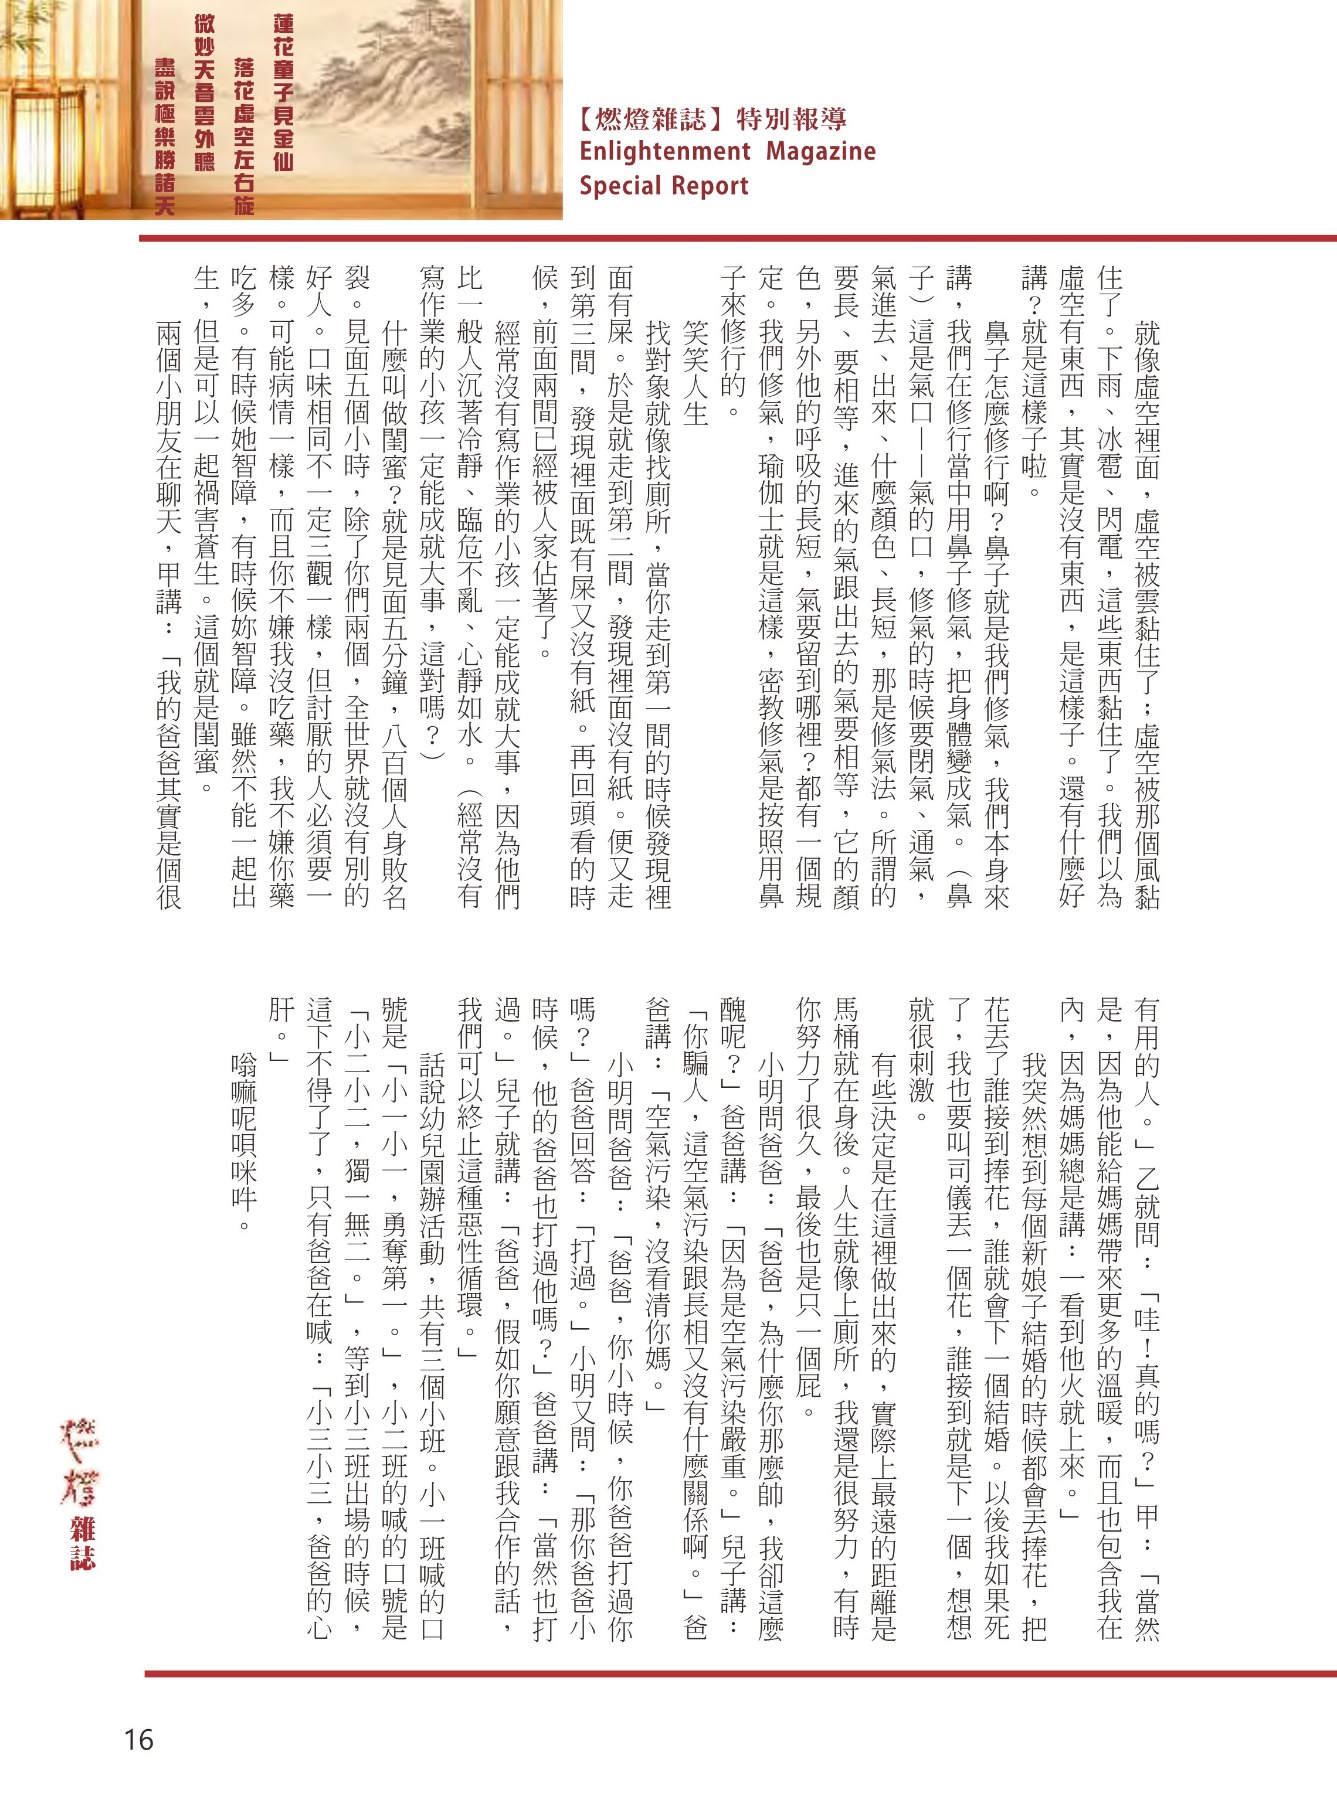 蓮花童子見金仙
落花虛空左右旋
微妙天音雲外聽
盡說極樂勝諸天
【燃燈雜誌】特別報導
Enlightenment Magazine
Special Report
就像虛空裡面，虛空被雲黏住了；虛空被那個風黏
住了。下雨、冰雹、閃電，這些東西黏住了。我們以為
虛空有東西，其實是沒有東西，是這樣子。還有什麼好
講？就是這樣子啦。
鼻子怎麼修行啊？鼻子就是我們修氣，我們本身來
講，我們在修行當中用鼻子修氣，把身體變成氣。（鼻
子）這是氣口——氣的口，修氣的時候要閉氣、通氣，
氣進去、出來、什麼顏色、長短，那是修氣法。所謂的
要長、要相等，進來的氣跟出去的氣要相等，它的顏
色，另外他的呼吸的長短，氣要留到哪裡？都有一個規
定。我們修氣，瑜伽士就是這樣，密教修氣是按照用鼻
子來修行的。
笑笑人生
找對象就像找廁所，當你走到第一間的時候發現裡
面有屎。於是就走到第二間，發現裡面沒有紙。便又走
到第三間，發現裡面既有屎又沒有紙。再回頭看的時
候，前面兩間已經被人家佔著了。
經常沒有寫作業的小孩一定能成就大事，因為他們
比一般人沉著冷靜、臨危不亂、心靜如水。（經常沒有
寫作業的小孩一定能成就大事，這對嗎？）
什麼叫做閨蜜？就是見面五分鐘，八百個人身敗名
裂。見面五個小時，除了你們兩個，全世界就沒有別的
好人。口味相同不一定三觀一樣，但討厭的人必須要一
樣。可能病情一樣，而且你不嫌我沒吃藥，我不嫌你藥
吃多。有時候她智障，有時候妳智障。雖然不能一起出
生，但是可以一起禍害蒼生。這個就是閨蜜。
兩個小朋友在聊天，甲講：「我的爸爸其實是個很
有用的人。」乙就問：「哇！真的嗎？」甲：「當然
是，因為他能給媽媽帶來更多的溫暖，而且也包含我在
內，因為媽媽總是講：一看到他火就上來。」
我突然想到每個新娘子結婚的時候都會丟捧花，把
花丟了誰接到捧花，誰就會下一個結婚。以後我如果死
了，我也要叫司儀丟一個花，誰接到就是下一個，想想
就很刺激。
有些決定是在這裡做出來的，實際上最遠的距離是
馬桶就在身後。人生就像上廁所，我還是很努力，有時
你努力了很久，最後也是只一個屁。
小明問爸爸：「爸爸，為什麼你那麼帥，我卻這麼
醜呢？」爸爸講：「因為是空氣污染嚴重。」兒子講：
「你騙人，這空氣污染跟長相又沒有什麼關係啊。」爸
爸講：「空氣污染，沒看清你媽。」
小明問爸爸：「爸爸，你小時候，你爸爸打過你
嗎？」爸爸回答：「打過。」小明又問：「那你爸爸小
時候，他的爸爸也打過他嗎？」爸爸講：「當然也打
過。」兒子就講：「爸爸，假如你願意跟我合作的話，
我們可以終止這種惡性循環。」
話說幼兒園辦活動，共有三個小班。小一班喊的口
號是「小一小一，勇奪第一。」，小二班的喊的口號是
「小二小二，獨一無二。」，等到小三班出場的時候，
這下不得了了，只有爸爸在喊：「小三小三，爸爸的心
肝。」
嗡嘛呢唄咪吽。
燃燈雜誌
16